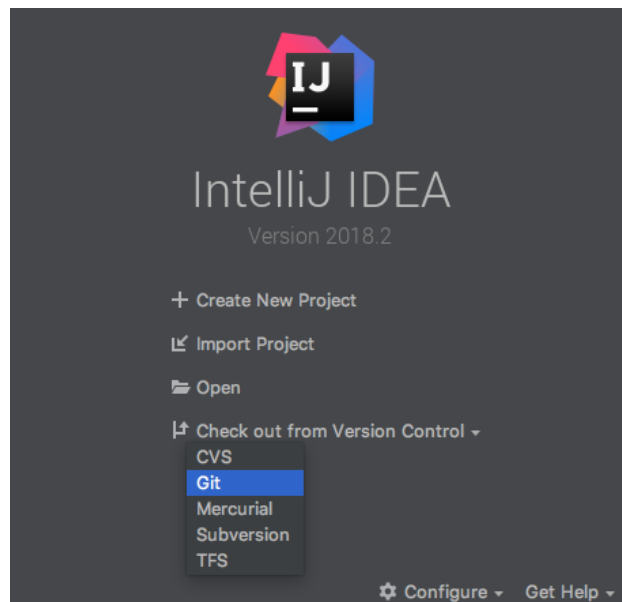 IJ
IntelliJ IDEA
Version 2018.2
Create New Project
Import Project
Open
Check out from Version Control
CVS
Git
Mercurial
Subversion
TFS
Configure Get Help